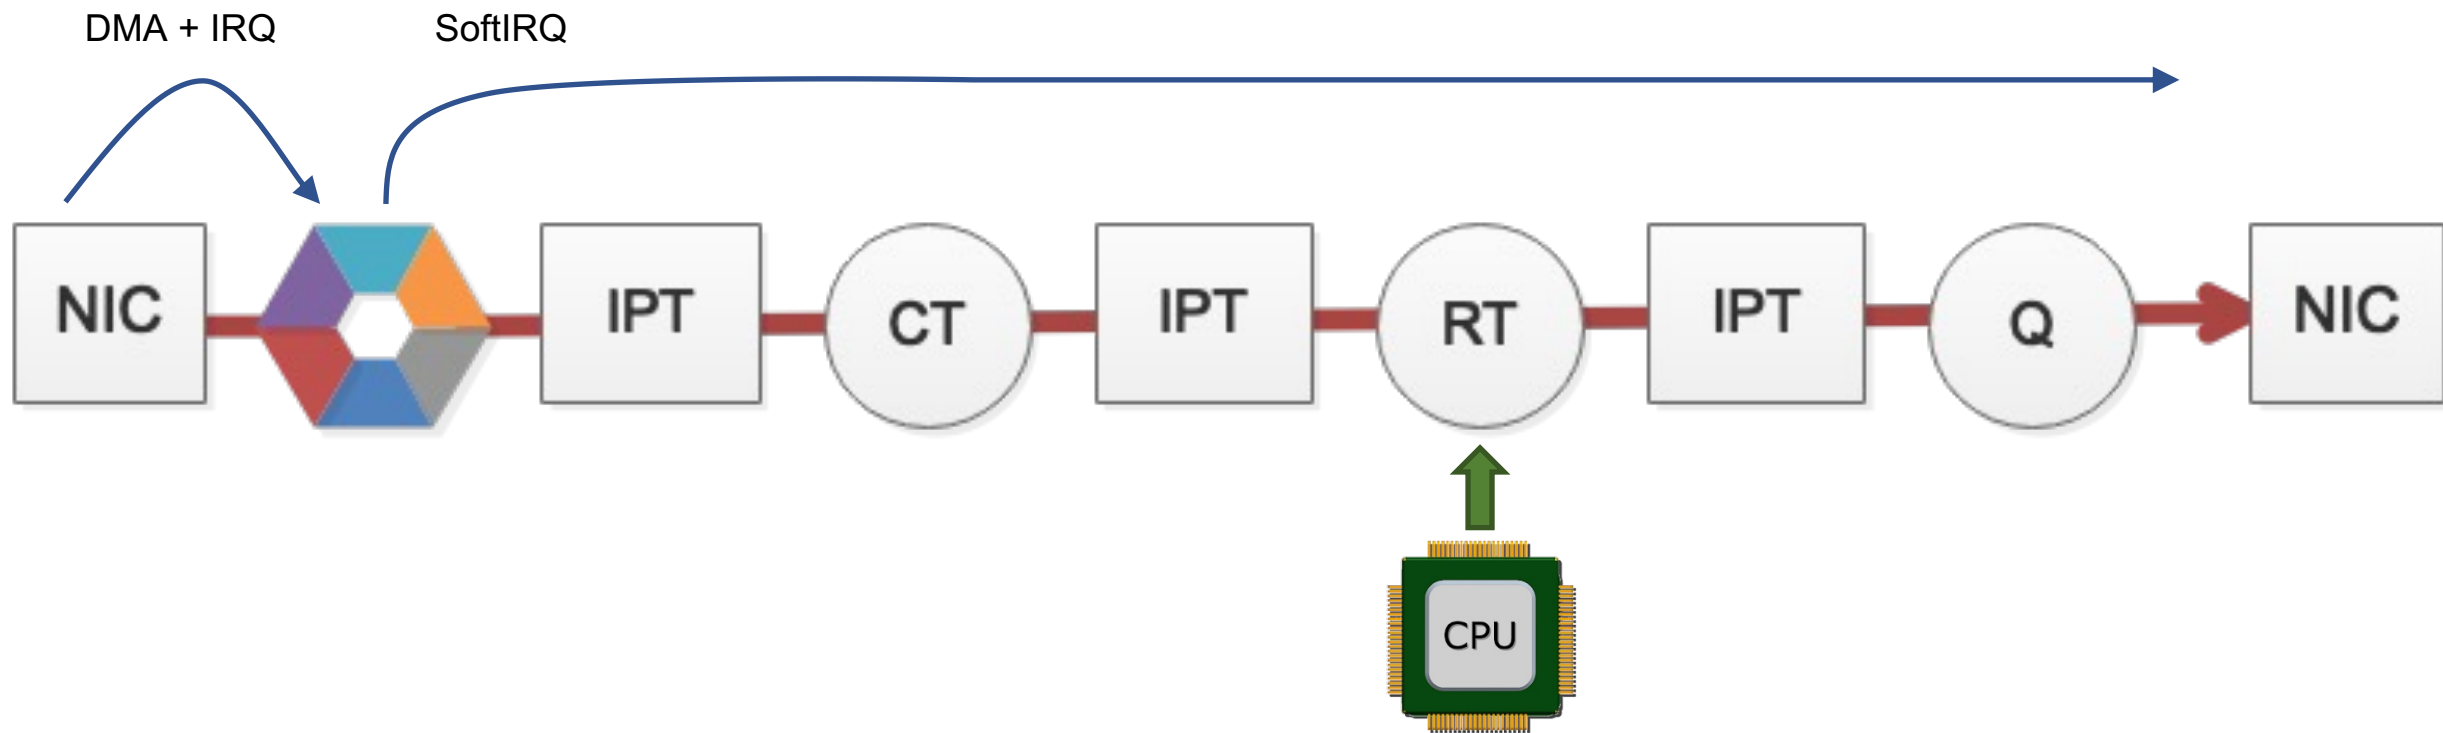 DMA + IRQ
SoftIRQ
NIC
IPT
CT
IPT
RT
IPT
Q
NIC
CPU